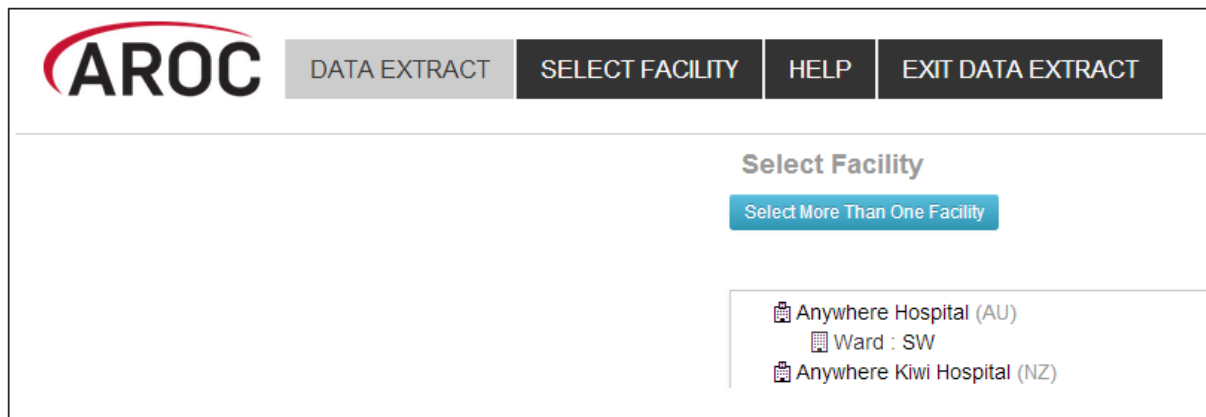 AROC
DATA EXTRACT SELECT FACILITY HELP EXIT DATA EXTRACT
Select Facility
Select More Than One Facility
Anywhere Hospital (AU)
Ward : SW
Anywhere Kiwi Hospital (NZ)